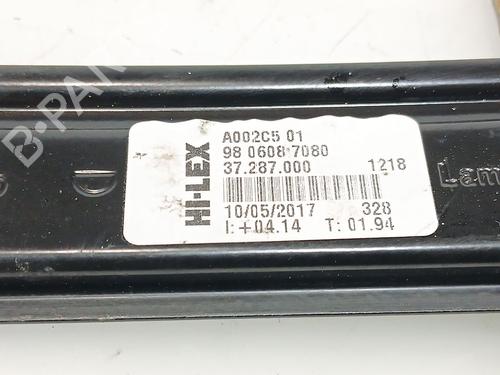 B-PARTS
HI-LEX
A002C5 01
98 0608 7080
37.287.000 1218
10/05/2017 328
I:+04.14 T: 01.94
Lam